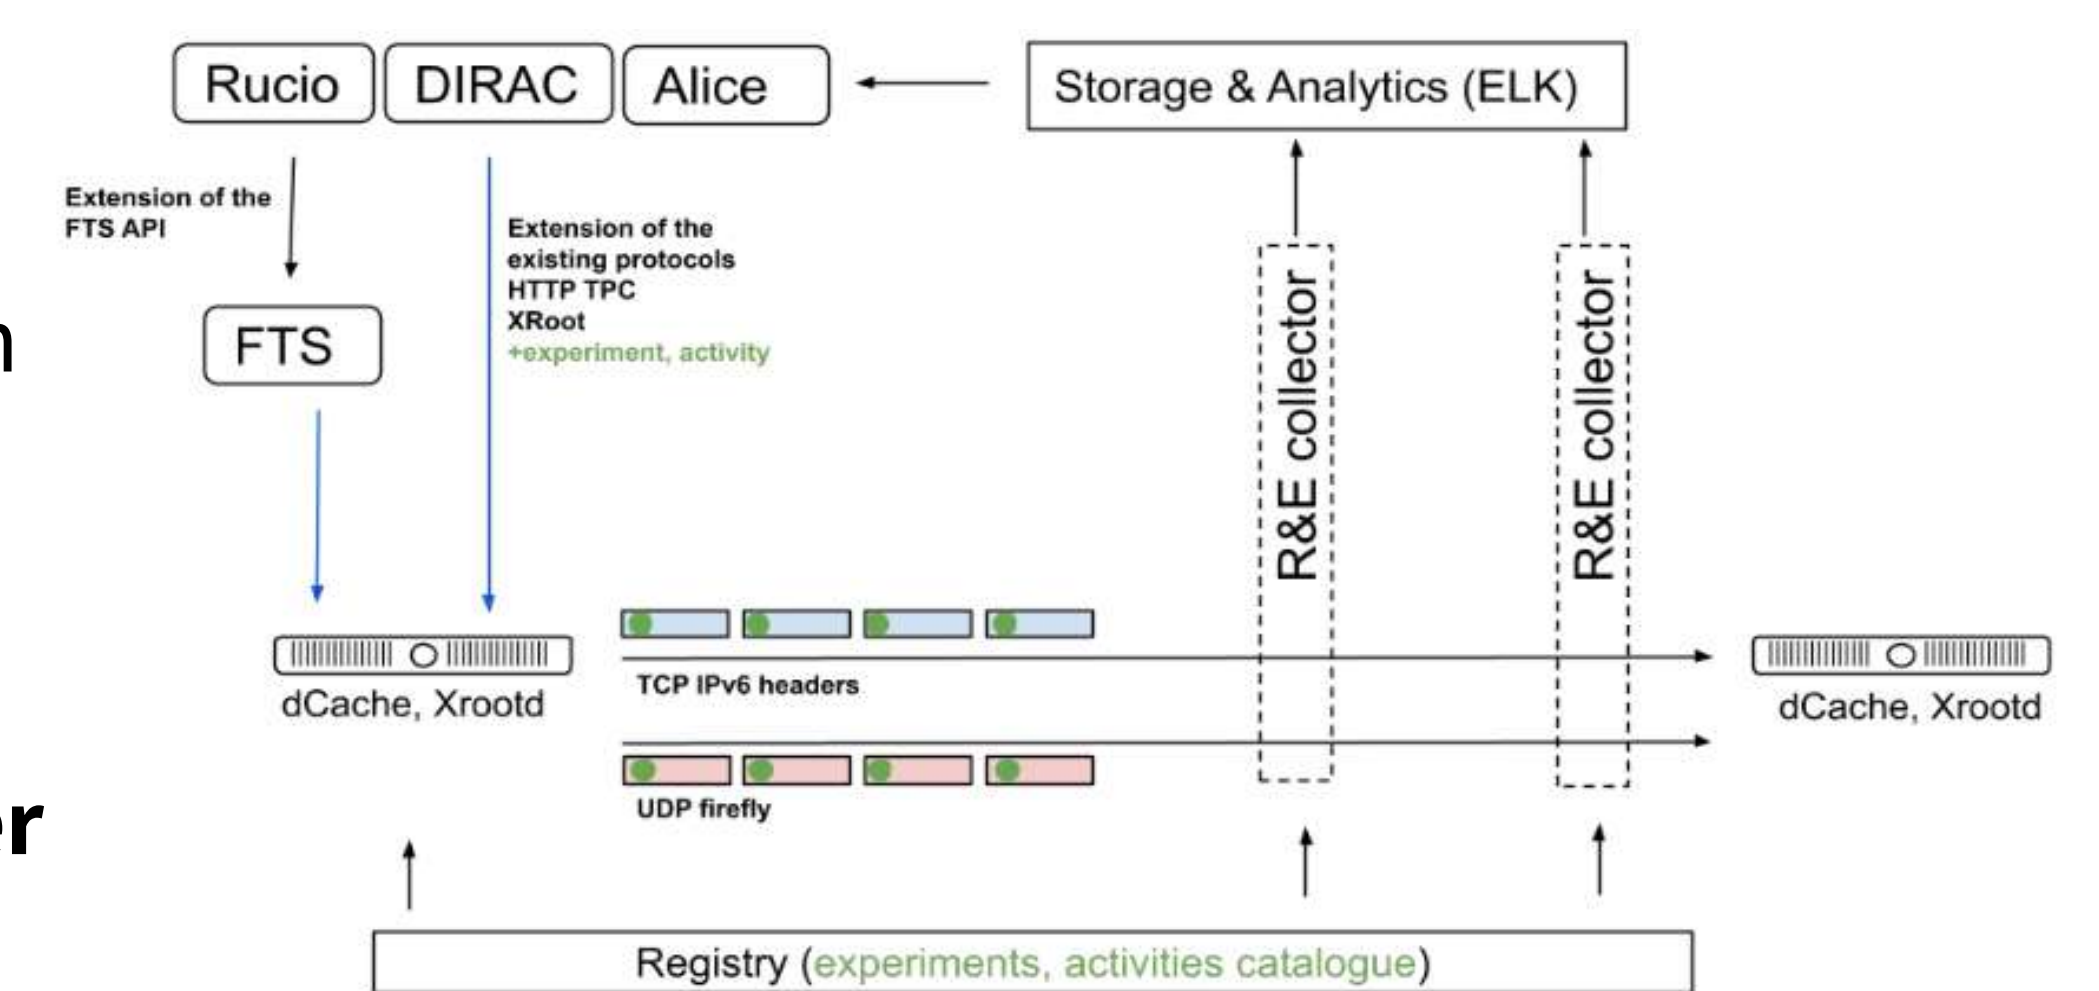 Rucio
DIRAC
Alice
Storage & Analytics (ELK)
Extension of the
FTS API
Extension of the
existing protocols
HTTP TPC
XRoot
+experiment, activity
FTS
n
R&E collector
R&E collector
TCP IPv6 headers
dCache, Xrootd
dCache, Xrootd
UDP firefly
er
Registry (experiments, activities catalogue)